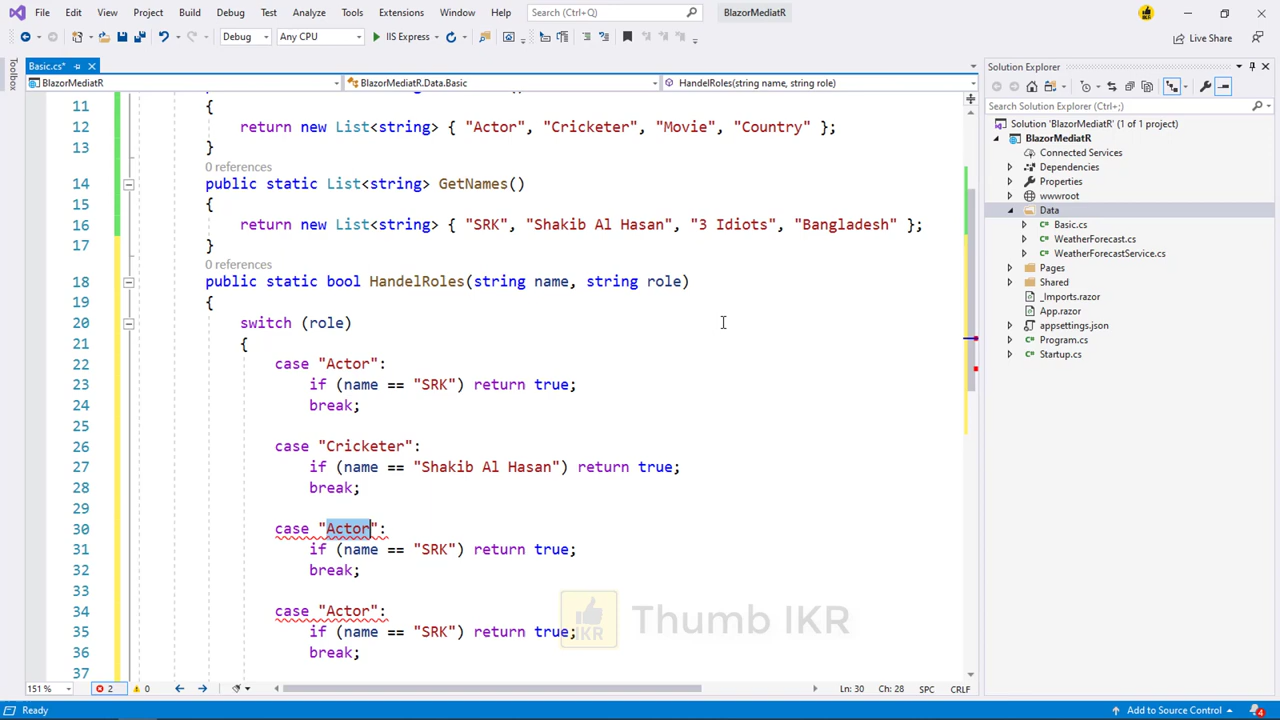 File Edit View Project Build Debug Test Analyze Tools Extensions Window Help Search (Ctrl+Q) BlazorMediatR
Debug Any CPU IIS Express Live Share
Toolbox
Basic.cs*
BlazorMediatR BlazorMediatR.Data.Basic HandelRoles(string name, string role)
11 {
12 return new List<string> { "Actor", "Cricketer", "Movie", "Country" };
13 }
0 references
14 public static List<string> GetNames()
15 {
16 return new List<string> { "SRK", "Shakib Al Hasan", "3 Idiots", "Bangladesh" };
17 }
0 references
18 public static bool HandelRoles(string name, string role)
19 {
20 switch (role)
21 {
22 case "Actor":
23 if (name == "SRK") return true;
24 break;
25
26 case "Cricketer":
27 if (name == "Shakib Al Hasan") return true;
28 break;
29
30 case "Actor":
31 if (name == "SRK") return true;
32 break;
33
34 case "Actor":
35 if (name == "SRK") return true;
36 break;
37
IKR Thumb IKR
151 % 2 0 Ln: 30 Ch: 28 SPC CRLF
Ready Add to Source Control 4
Solution Explorer
Search Solution Explorer (Ctrl+;)
Solution 'BlazorMediatR' (1 of 1 project)
BlazorMediatR
Connected Services
Dependencies
Properties
wwwroot
Data
Basic.cs
WeatherForecast.cs
WeatherForecastService.cs
Pages
Shared
_Imports.razor
App.razor
appsettings.json
Program.cs
Startup.cs